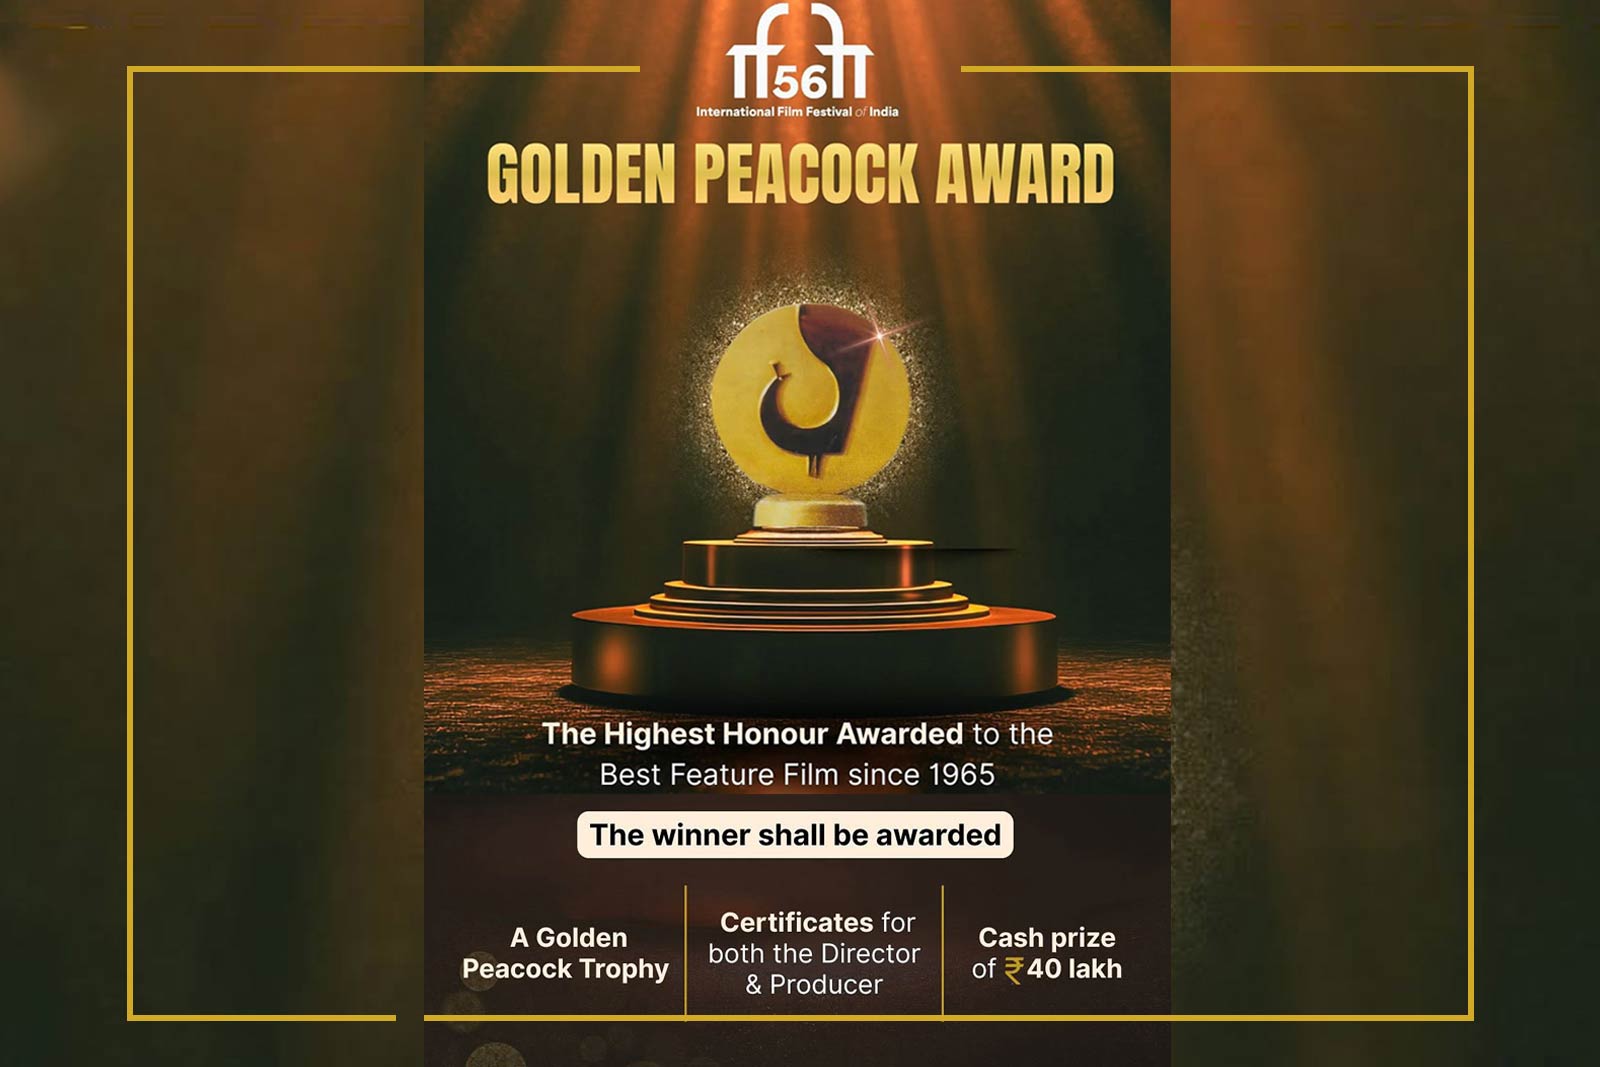 56
International Film Festival of India
GOLDEN PEACOCK AWARD
The Highest Honour Awarded to the
Best Feature Film since 1965
The winner shall be awarded
A Golden
Peacock Trophy
Certificates for
both the Director
& Producer
Cash prize
of ₹40 lakh